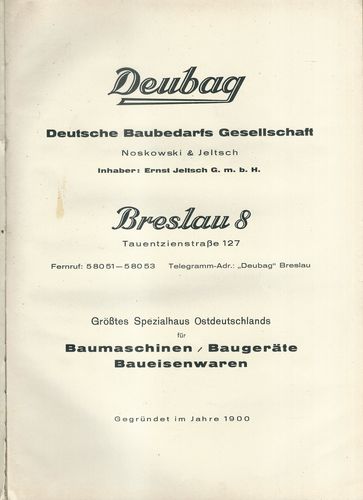 Deubag
Deutsche Baubedarfs Gesellschaft
Noskowski & Jeltsch
Inhaber: Ernst Jeltsch G. m. b. H.
Breslau 8
Tauentzienstraße 127
Fernruf: 58051—58053 Telegramm-Adr.: „Deubag" Breslau
Größtes Spezialhaus Ostdeutschlands
für
Baumaschinen / Baugeräte
Baueisenwaren
Gegründet im Jahre 1900